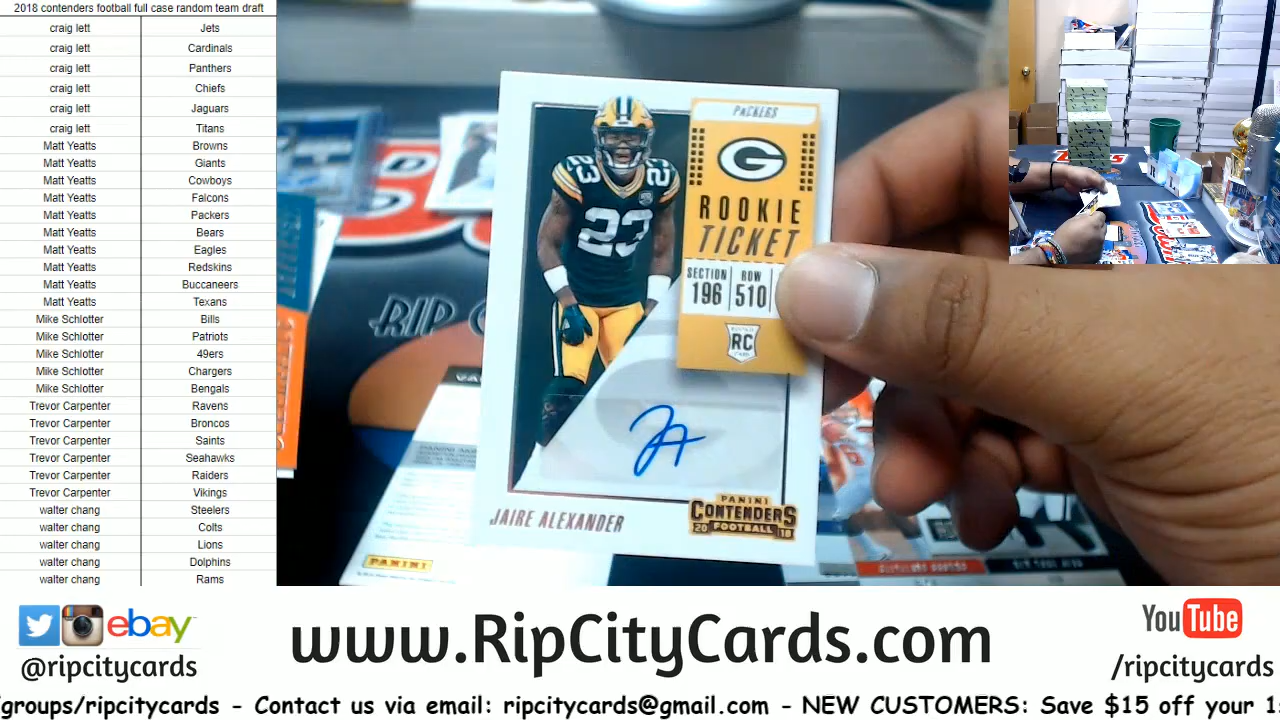 2018 contenders football full case random team draft
craig lett Jets
craig lett Cardinals
craig lett Panthers
craig lett Chiefs
craig lett Jaguars
craig lett Titans
Matt Yeatts Browns
Matt Yeatts Giants
Matt Yeatts Cowboys
Matt Yeatts Falcons
Matt Yeatts Packers
Matt Yeatts Bears
Matt Yeatts Eagles
Matt Yeatts Redskins
Matt Yeatts Buccaneers
Matt Yeatts Texans
Mike Schlotter Bills
Mike Schlotter Patriots
Mike Schlotter 49ers
Mike Schlotter Chargers
Mike Schlotter Bengals
Trevor Carpenter Ravens
Trevor Carpenter Broncos
Trevor Carpenter Saints
Trevor Carpenter Seahawks
Trevor Carpenter Raiders
Trevor Carpenter Vikings
walter chang Steelers
walter chang Colts
walter chang Lions
walter chang Dolphins
walter chang Rams
PACKERS
G
ROOKIE
TICKET
SECTION ROW
196 510
RC
23
23
23
JAIRE ALEXANDER
PANINI
CONTENDERS
FOOTBALL
20 18
RIP
PANINI
ebay
@ripcitycards
www.RipCityCards.com
YouTube
/ripcitycards
groups/ripcitycards - Contact us via email: ripcitycards@gmail.com - NEW CUSTOMERS: Save $15 off your